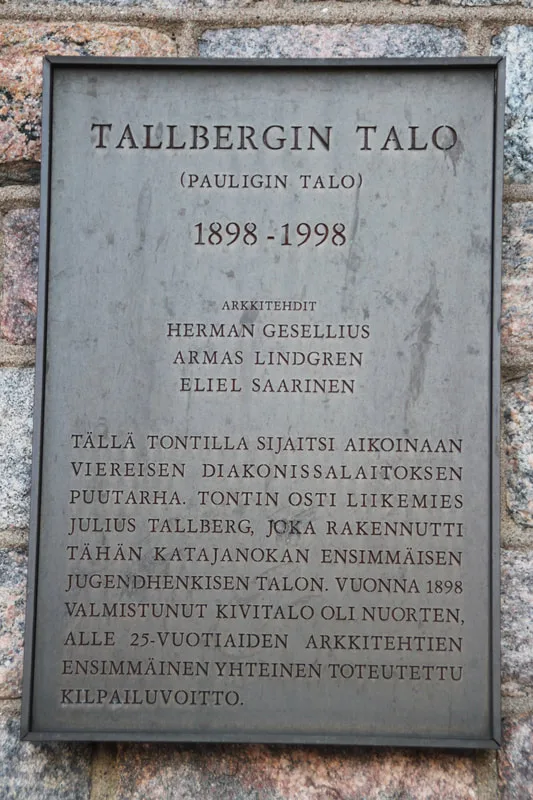 TALLBERGIN TALO
(PAULIGIN TALO)
1898-1998
ARKKITEHDIT
HERMAN GESELLIUS
ARMAS LINDGREN
ELIEL SAARINEN
TÄLLÄ TONTILLA SIJAITSI AIKOINAAN
VIEREISEN DIAKONISSALAITOKSEN
PUUTARHA. TONTIN OSTI LIIKEMIES
JULIUS TALLBERG, JOKA RAKENNUTTI
TÄHÄN KATAJANOKAN ENSIMMÄISEN
JUGENDHENKISEN TALON. VUONNA 1898
VALMISTUNUT KIVITALO OLI NUORTEN,
ALLE 25-VUOTIAIDEN ARKKITEHTIEN
ENSIMMÄINEN YHTEINEN TOTEUTETTU
KILPAILUVOITTO.